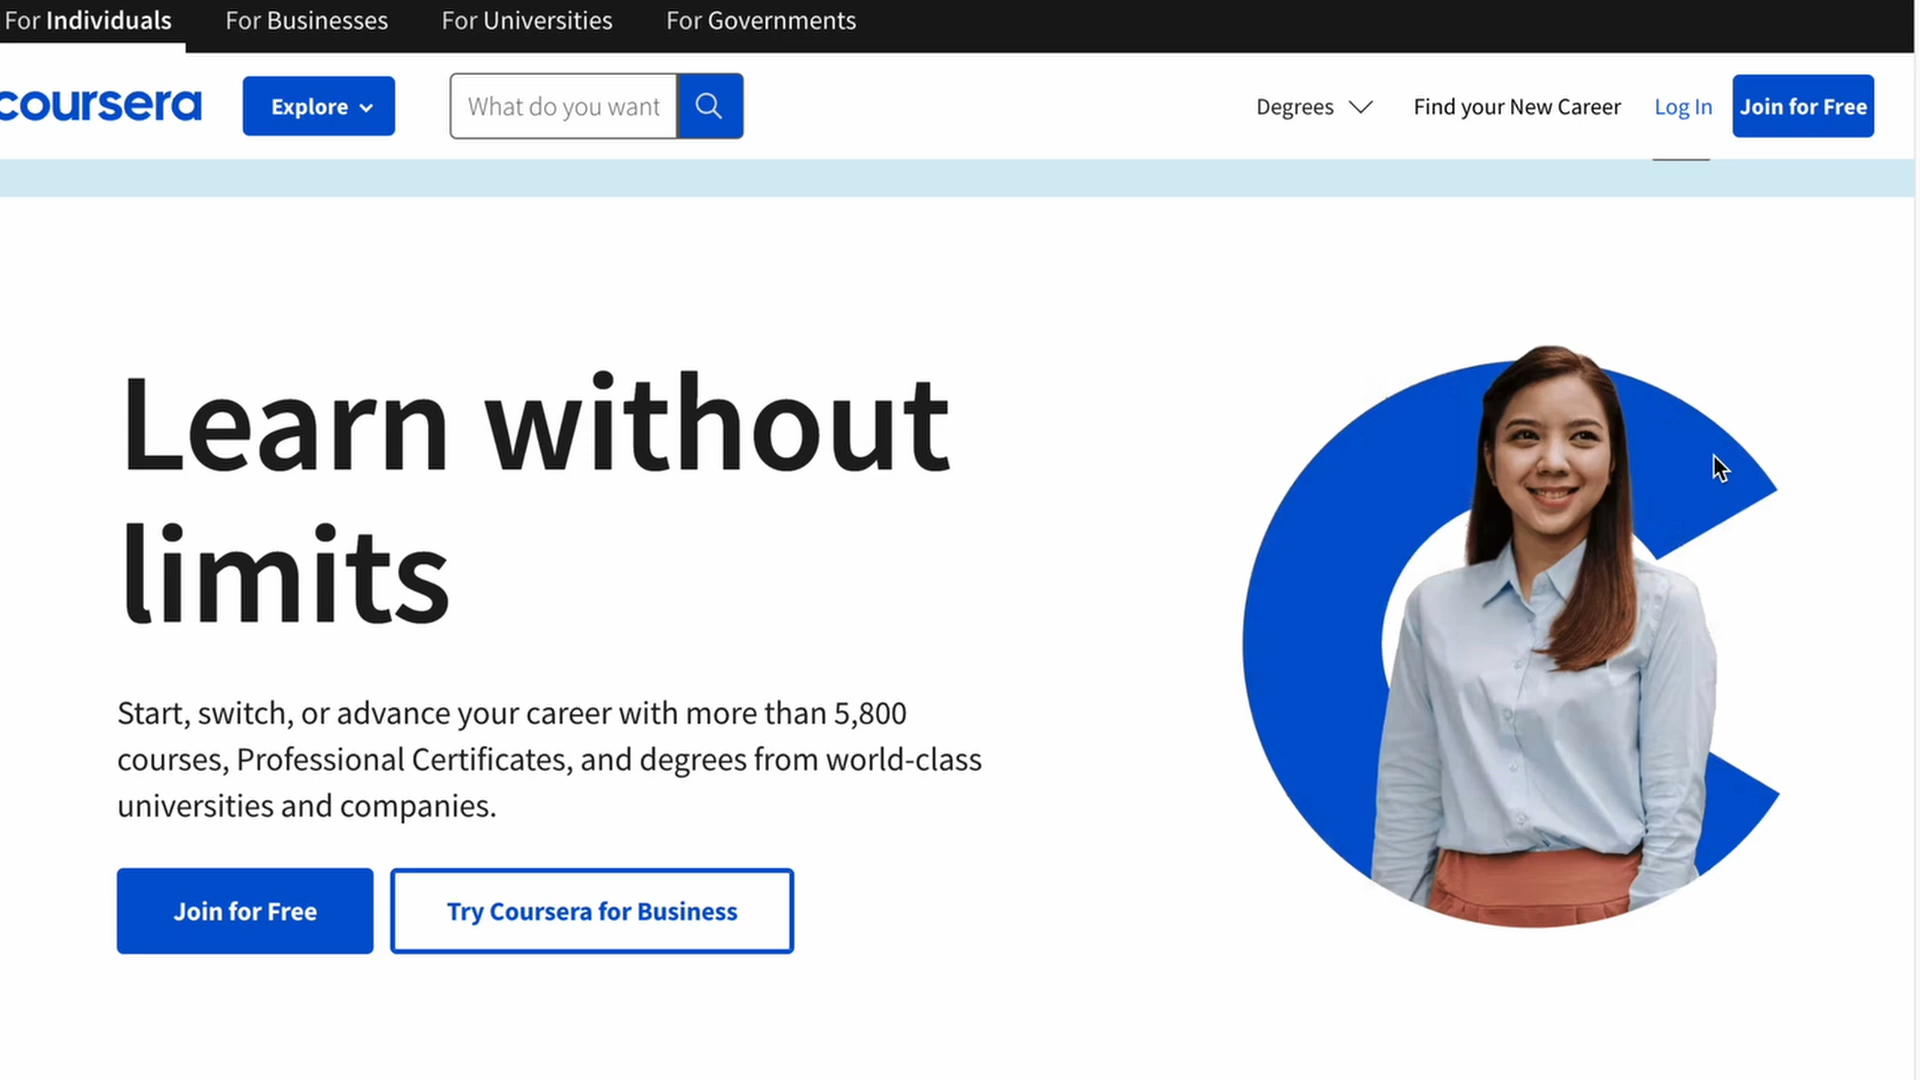 For Individuals For Businesses For Universities For Governments
coursera Explore What do you want Degrees Find your New Career Log In Join for Free
Learn without
limits
Start, switch, or advance your career with more than 5,800
courses, Professional Certificates, and degrees from world-class
universities and companies.
Join for Free Try Coursera for Business